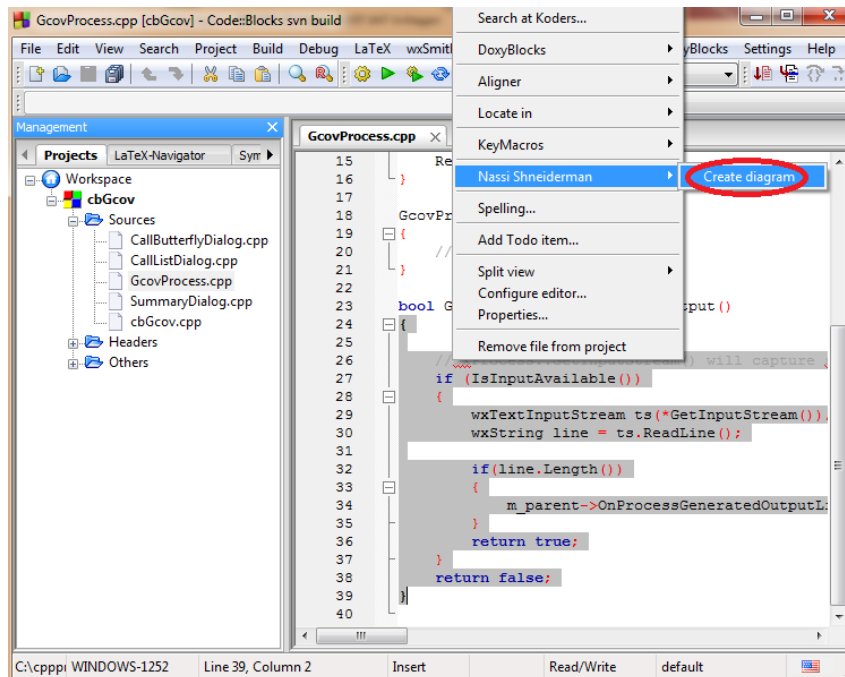 GcovProcess.cpp [cbGcov] - Code::Blocks svn build
File Edit View Search Project Build Debug LaTeX wxSmit yBlocks Settings Help
Management
Projects LaTeX-Navigator Sym
Workspace
cbGcov
Sources
CallButterflyDialog.cpp
CallListDialog.cpp
GcovProcess.cpp
SummaryDialog.cpp
cbGcov.cpp
Headers
Others
Search at Koders...
DoxyBlocks
Aligner
Locate in
KeyMacros
Nassi Shneiderman
Create diagram
Spelling...
Add Todo item...
Split view
Configure editor...
Properties...
Remove file from project
GcovProcess.cpp
15 Re
16 }
17
18 GcovPr
19 {
20 //
21 }
22
23 bool G put()
24 {
25
26 // will capture
27 if (IsInputAvailable())
28 {
29 wxTextInputStream ts(*GetInputStream())
30 wxString line = ts.ReadLine();
31
32 if(line.Length())
33 {
34 m_parent->OnProcessGeneratedOutputL
35 }
36 return true;
37 }
38 return false;
39 }
40
C:\cppp WINDOWS-1252 Line 39, Column 2 Insert Read/Write default